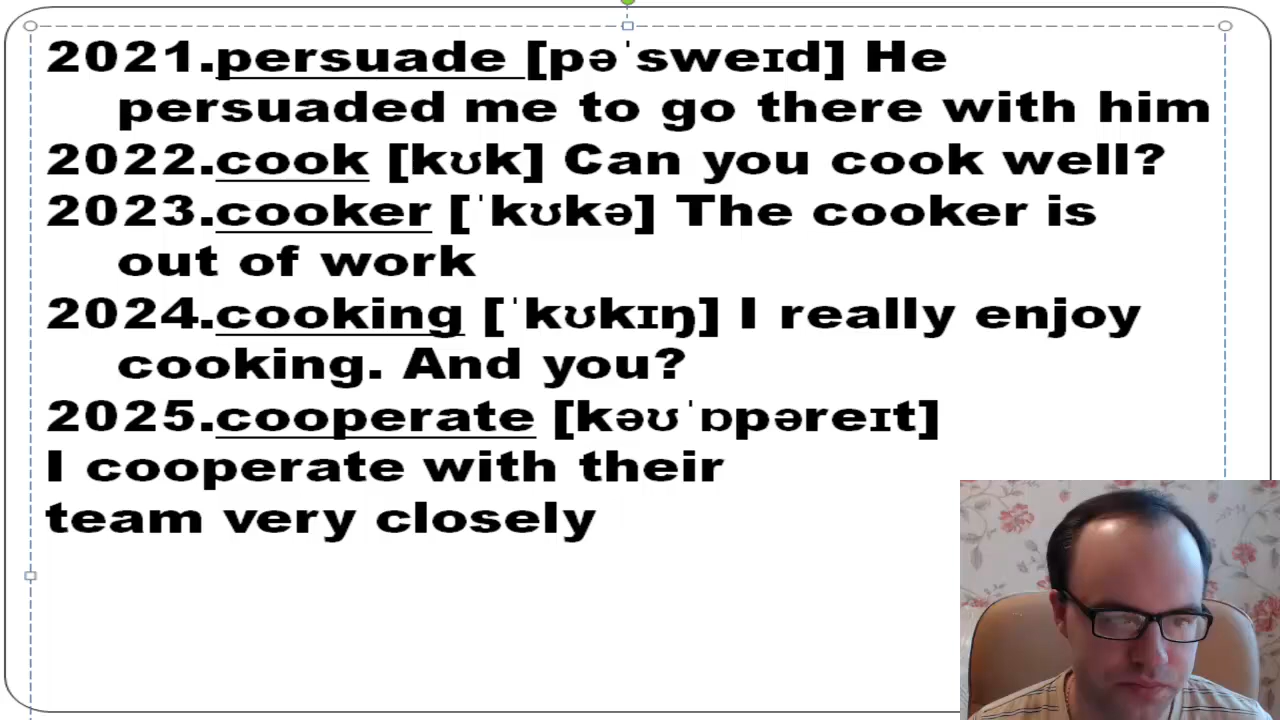 2021.persuade [pəˈsweɪd] He
persuaded me to go there with him
2022.cook [kʊk] Can you cook well?
2023.cooker [ˈkʊkə] The cooker is
out of work
2024.cooking [ˈkʊkɪŋ] I really enjoy
cooking. And you?
2025.cooperate [kəʊˈɒpəreɪt]
I cooperate with their
team very closely